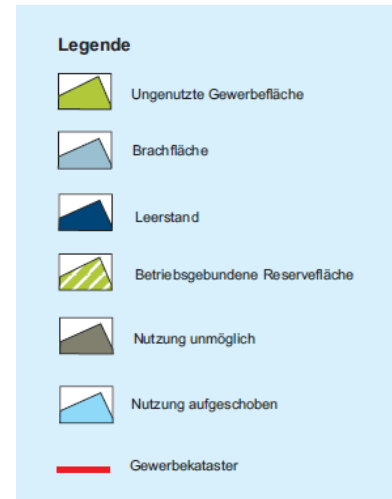 Legende
Ungenutzte Gewerbefläche
Brachfläche
Leerstand
Betriebsgebundene Reservefläche
Nutzung unmöglich
Nutzung aufgeschoben
Gewerbekataster